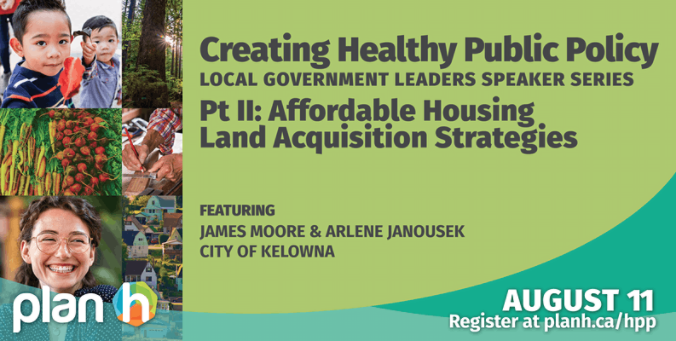 Creating Healthy Public Policy
LOCAL GOVERNMENT LEADERS SPEAKER SERIES
Pt II: Affordable Housing
Land Acquisition Strategies
FEATURING
JAMES MOORE & ARLENE JANOUSEK
CITY OF KELOWNA
plan h
AUGUST 11
Register at planh.ca/hpp